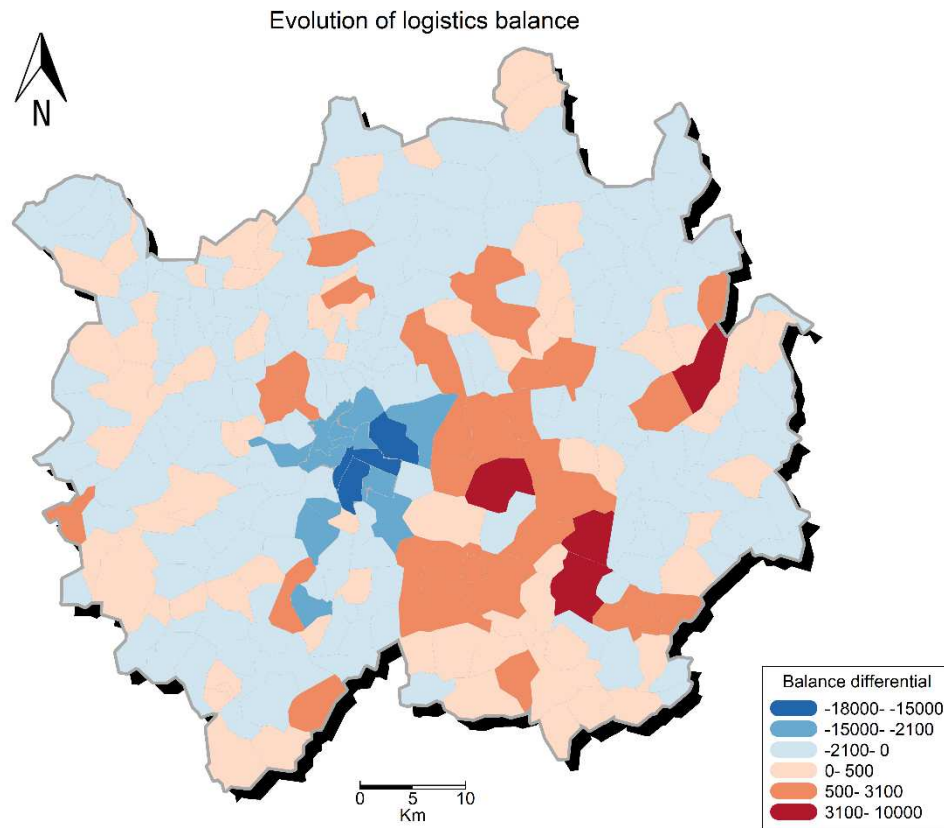 Evolution of logistics balance
N
Balance differential
-18000- -15000
-15000- -2100
-2100- 0
0- 500
500- 3100
3100- 10000
0 5 10
Km